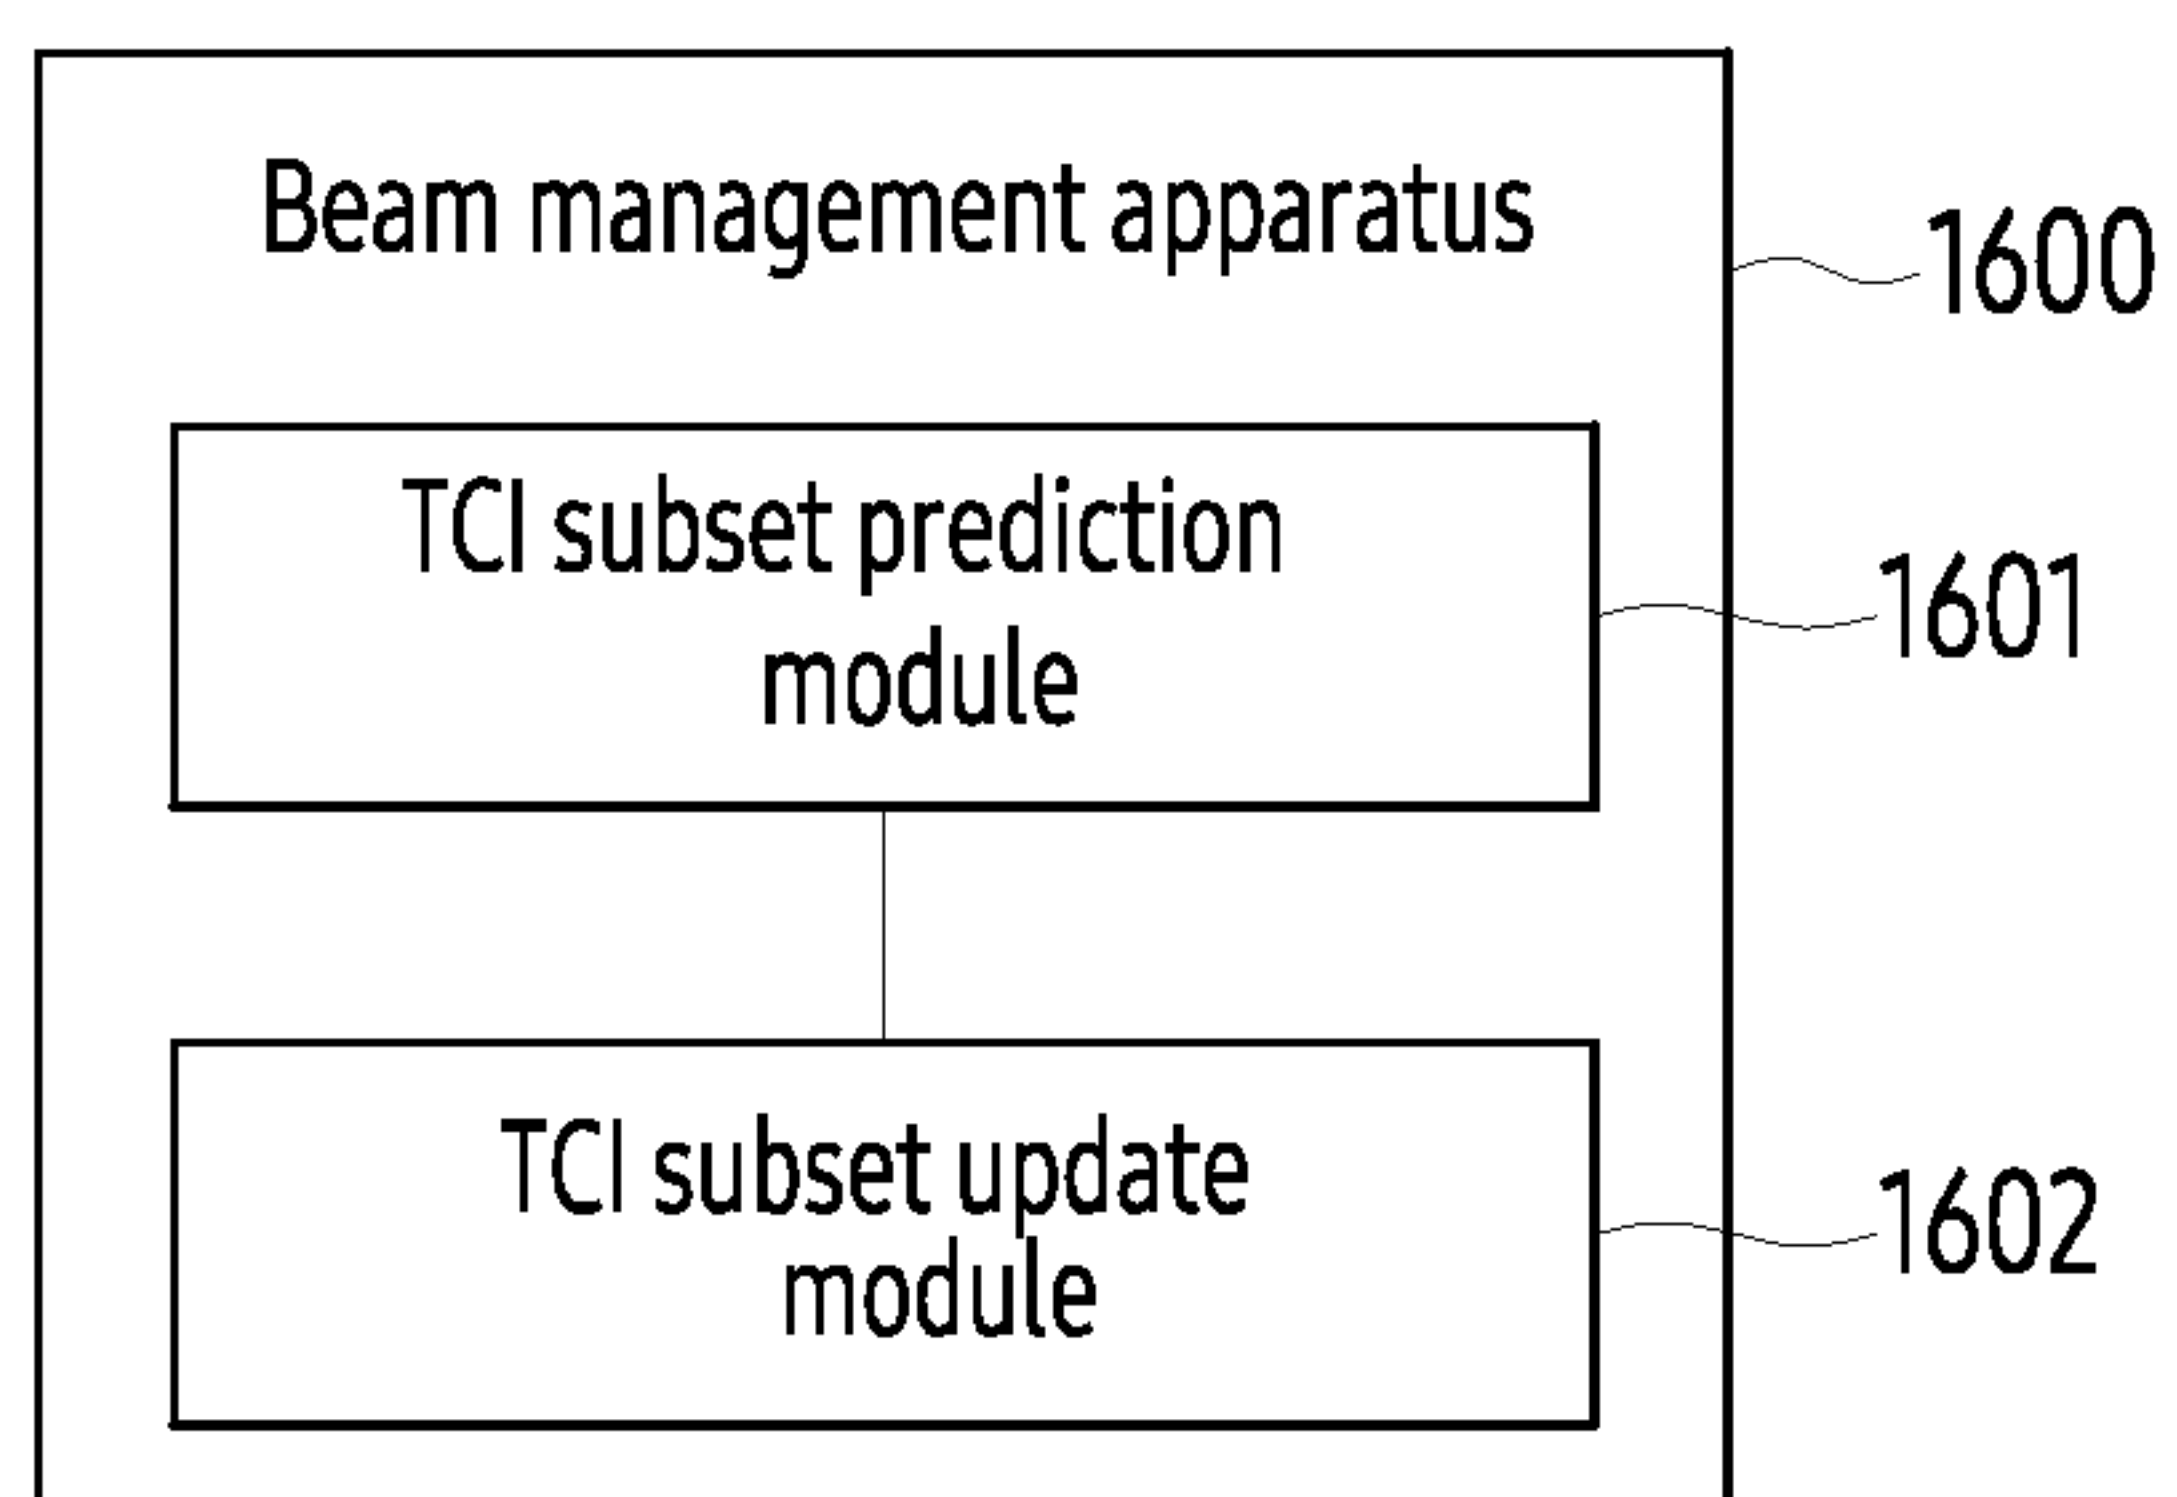 Beam management apparatus
1600
TCI subset prediction
module
1601
TCI subset update
module
1602